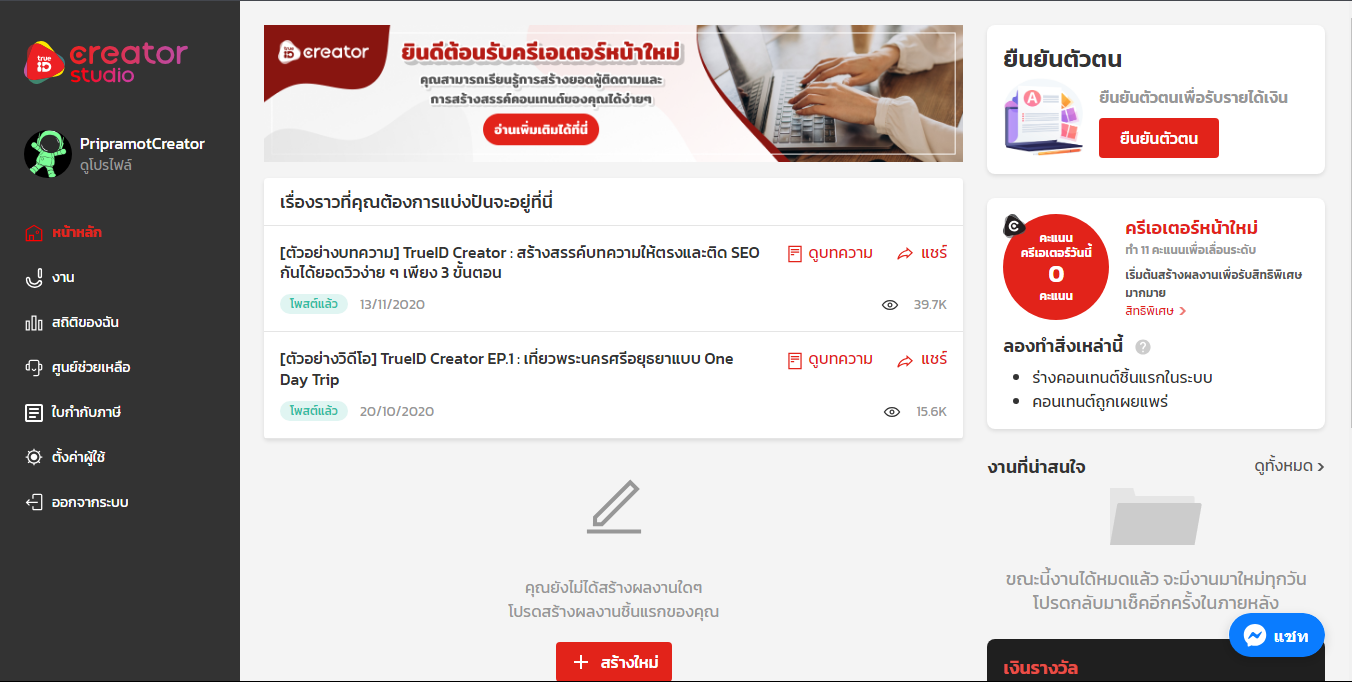 true ID
creator
studio
PripramotCreator
ดูโปรไฟล์
หน้าหลัก
งาน
สถิติของฉัน
ศูนย์ช่วยเหลือ
ใบกำกับภาษี
ตั้งค่าผู้ใช้
ออกจากระบบ
true ID creator
ยินดีต้อนรับครีเอเตอร์หน้าใหม่
คุณสามารถเรียนรู้การสร้างยอดผู้ติดตามและ
การสร้างสรรค์คอนเทนต์ของคุณได้ง่ายๆ
อ่านเพิ่มเติมได้ที่นี่
เรื่องราวที่คุณต้องการแบ่งปันจะอยู่ที่นี่
[ตัวอย่างบทความ] TrueID Creator : สร้างสรรค์บทความให้ตรงและติด SEO
กันได้ยอดวิวง่าย ๆ เพียง 3 ขั้นตอน
ดูบทความ แชร์
โพสต์แล้ว 13/11/2020 39.7K
[ตัวอย่างวิดีโอ] TrueID Creator EP.1 : เที่ยวพระนครศรีอยุธยาแบบ One
Day Trip
ดูบทความ แชร์
โพสต์แล้ว 20/10/2020 15.6K
คุณยังไม่ได้สร้างผลงานใดๆ
โปรดสร้างผลงานชิ้นแรกของคุณ
+ สร้างใหม่
ยืนยันตัวตน
A
ยืนยันตัวตนเพื่อรับรายได้เงิน
ยืนยันตัวตน
C
คะแนน
ครีเอเตอร์วันนี้
0
คะแนน
ครีเอเตอร์หน้าใหม่
ทำ 11 คะแนนเพื่อเลื่อนระดับ
เริ่มต้นสร้างผลงานเพื่อรับสิทธิพิเศษ
มากมาย
สิทธิพิเศษ >
ลองทำสิ่งเหล่านี้ ?
• ร่างคอนเทนต์ชิ้นแรกในระบบ
• คอนเทนต์ถูกเผยแพร่
งานที่น่าสนใจ ดูทั้งหมด >
ขณะนี้งานได้หมดแล้ว จะมีงานมาใหม่ทุกวัน
โปรดกลับมาเช็คอีกครั้งในภายหลัง
แชท
เงินรางวัล